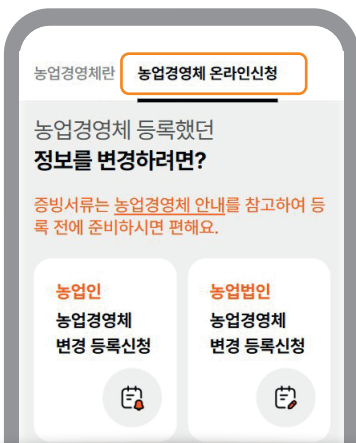 농업경영체란 농업경영체 온라인신청
농업경영체 등록했던
정보를 변경하려면?
증빙서류는 농업경영체 안내를 참고하여 등
록 전에 준비하시면 편해요.
농업인
농업경영체
변경 등록신청
농업법인
농업경영체
변경 등록신청